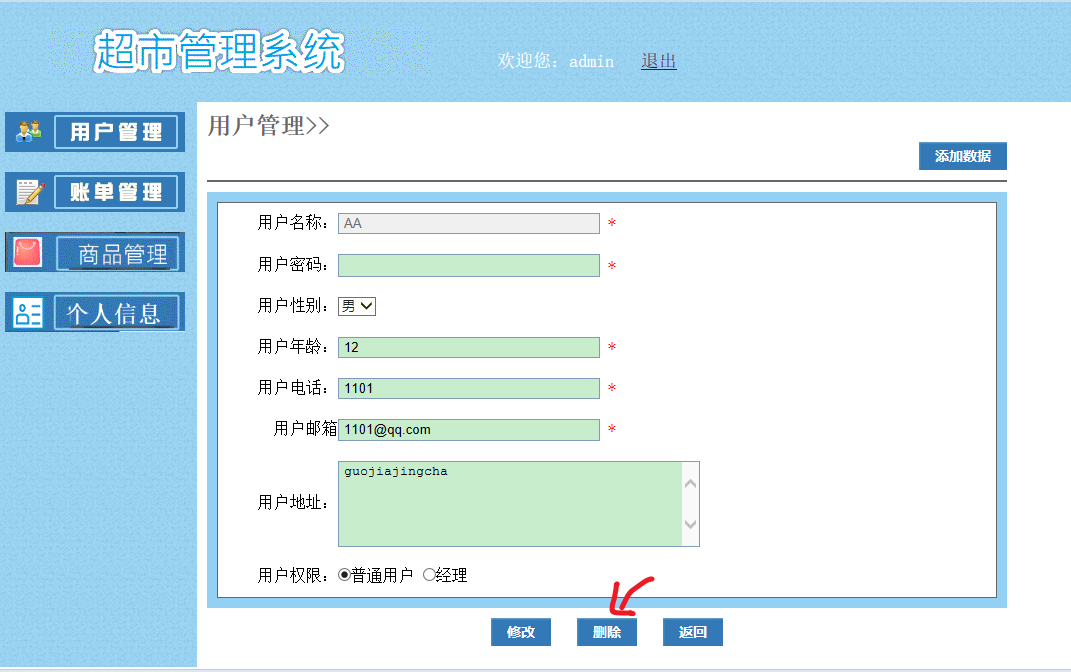 超市管理系统
欢迎您：admin 退出
用户管理
账单管理
商品管理
个人信息
用户管理>>
添加数据
用户名称： AA *
用户密码： *
用户性别： 男
用户年龄： 12 *
用户电话： 1101 *
用户邮箱 1101@qq.com *
用户地址： guojiajingcha
用户权限： 普通用户 经理
修改 删除 返回